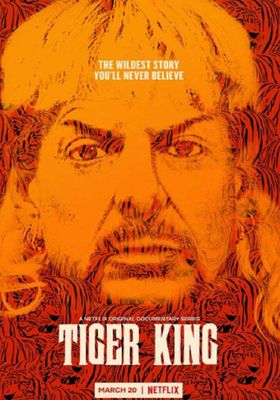 THE WILDEST STORY
YOU'LL NEVER BELIEVE
A NETFLIX ORIGINAL DOCUMENTARY SERIES
TIGER KING
MARCH 20 | NETFLIX